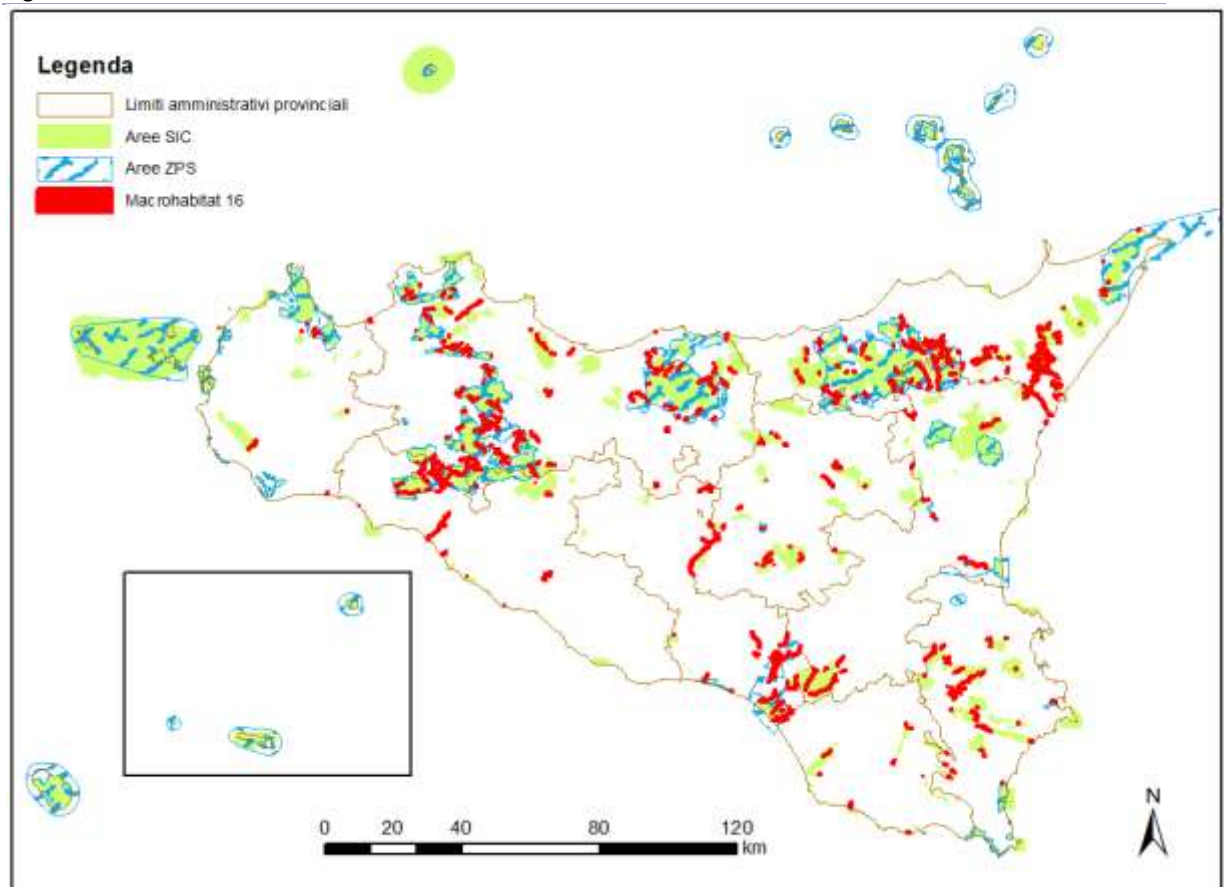 Legenda
Limiti amministrativi provinciali
Aree SIC
Aree ZPS
Macrohabitat 16
N
0 20 40 80 120
km